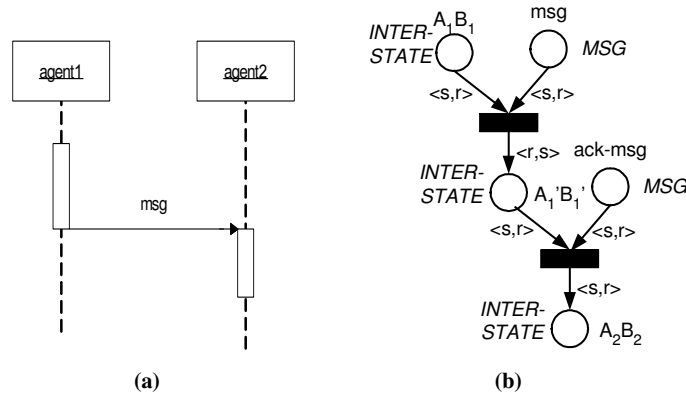 agent1
agent2
msg
(a)
A₁B₁
msg
INTER-
STATE
MSG
<s,r>
<s,r>
<r,s>
ack-msg
INTER-
STATE
A₁'B₁'
MSG
<s,r>
<s,r>
<s,r>
INTER-
STATE
A₂B₂
(b)